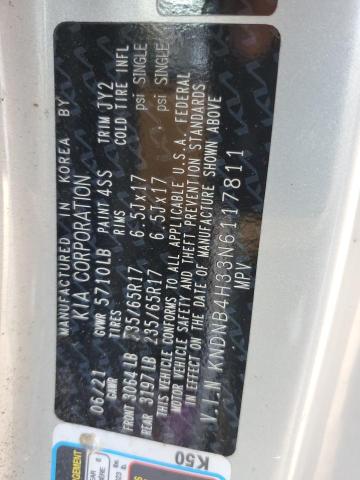 MANUFACTURED IN KOREA BY
KIA CORPORATION
06/21 GVWR 5710LB PAINT 4SS TRIM JY2
GAWR TIRES RIMS COLD TIRE INFL
FRONT 3064LB 235/65R17 6.5Jx17 psi SINGLE
REAR 3197LB 235/65R17 6.5Jx17 psi SINGLE
THIS VEHICLE CONFORMS TO ALL APPLICABLE U.S.A. FEDERAL
MOTOR VEHICLE SAFETY AND THEFT PREVENTION STANDARDS
IN EFFECT ON THE DATE OF MANUFACTURE SHOWN ABOVE
V.I.N KNDNB4H33N6117811
MPV
K50